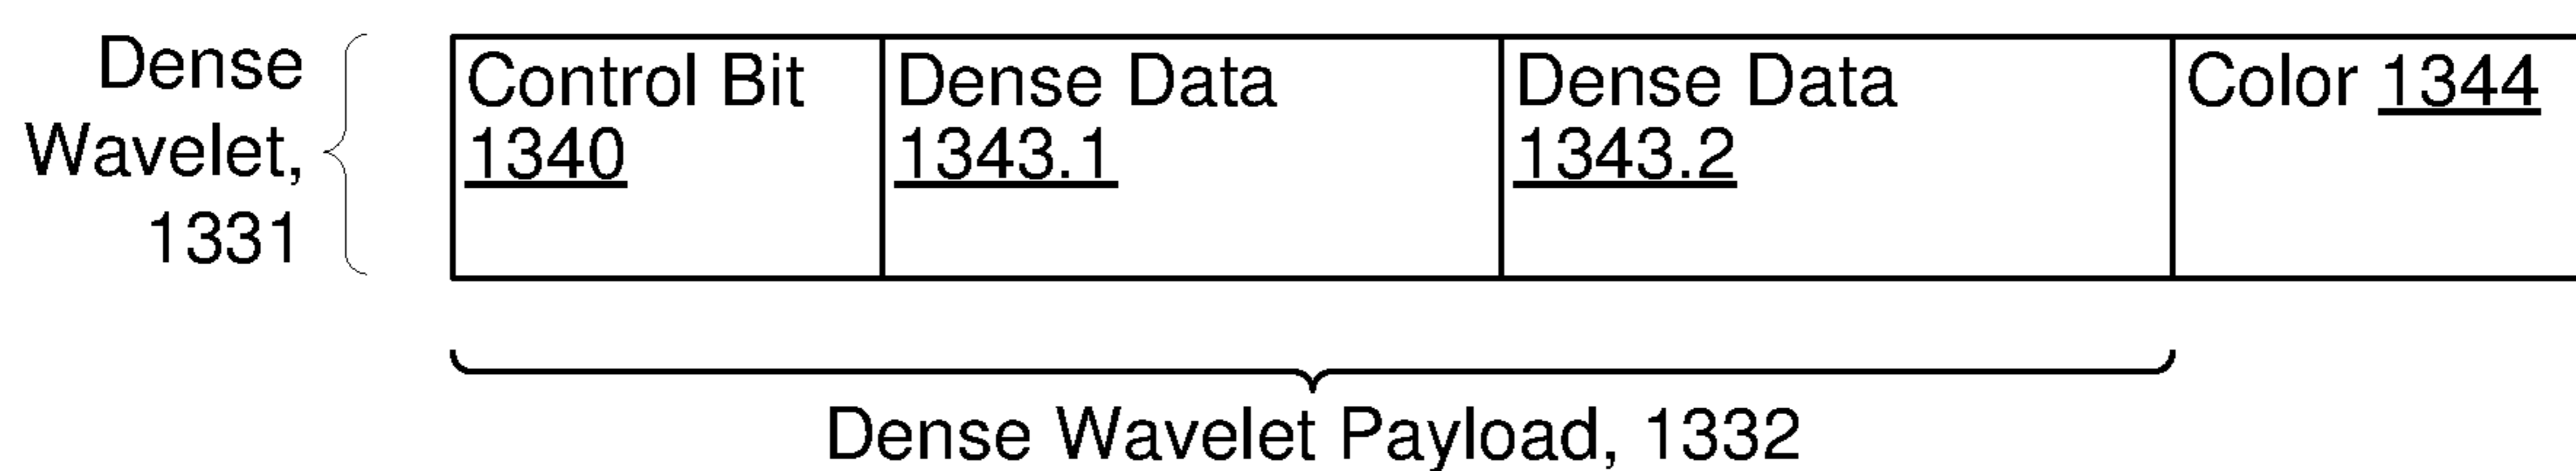 Dense
Wavelet,
1331
Control Bit
1340
Dense Data
1343.1
Dense Data
1343.2
Color 1344
Dense Wavelet Payload, 1332